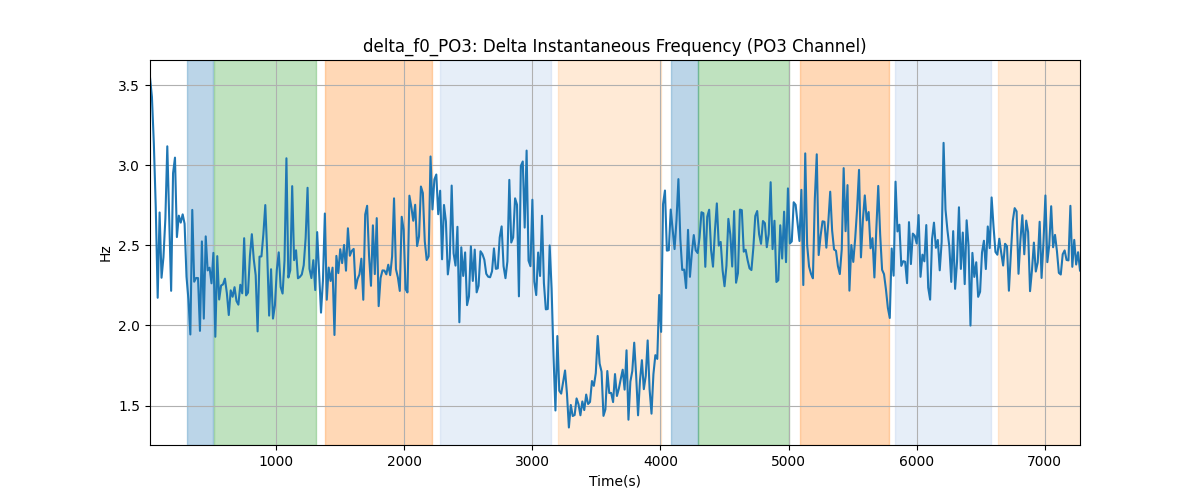 delta_f0_PO3: Delta Instantaneous Frequency (PO3 Channel)
3.5
3.0
2.5
2.0
1.5
Hz
1000 2000 3000 4000 5000 6000 7000
Time(s)